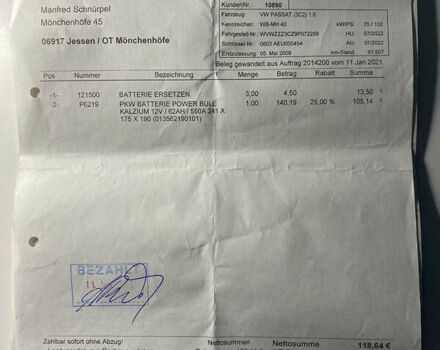 Manfred Schnürpel
Mönchenhöfe 45
06917 Jessen / OT Mönchenhöfe
KundenNr.: 10890
Fahrzeug: VW PASSAT (3C2) 1.6
Kennzeichen: WB-MH 40 kW/PS: 75 / 102
Fahrgestell-Nr: WVWZZZ3CZ9P072299 HU: 07/2022
Schlüssel-Nr: 0603 AEU000454 AU: 07/2022
Erstzulassung: 05. Mai 2008 km-Stand 97.907
Beleg gewandelt aus Auftrag 2014200 vom 11.Jan 2021
Pos Nummer Bezeichnung Menge Betrag Rabatt Summe
-1- 121500 BATTERIE ERSETZEN 3,00 4,50 13,50 1
-2- P6219 PKW BATTERIE POWER BULL 1,00 140,19 25,00 % 105,14 1
KALZIUM 12V / 62AH / 550A 241 X
175 X 190 (013562190101)
BEZAHLT
Zahlbar sofort ohne Abzug! Nettosummen Nettosumme 118,64 €